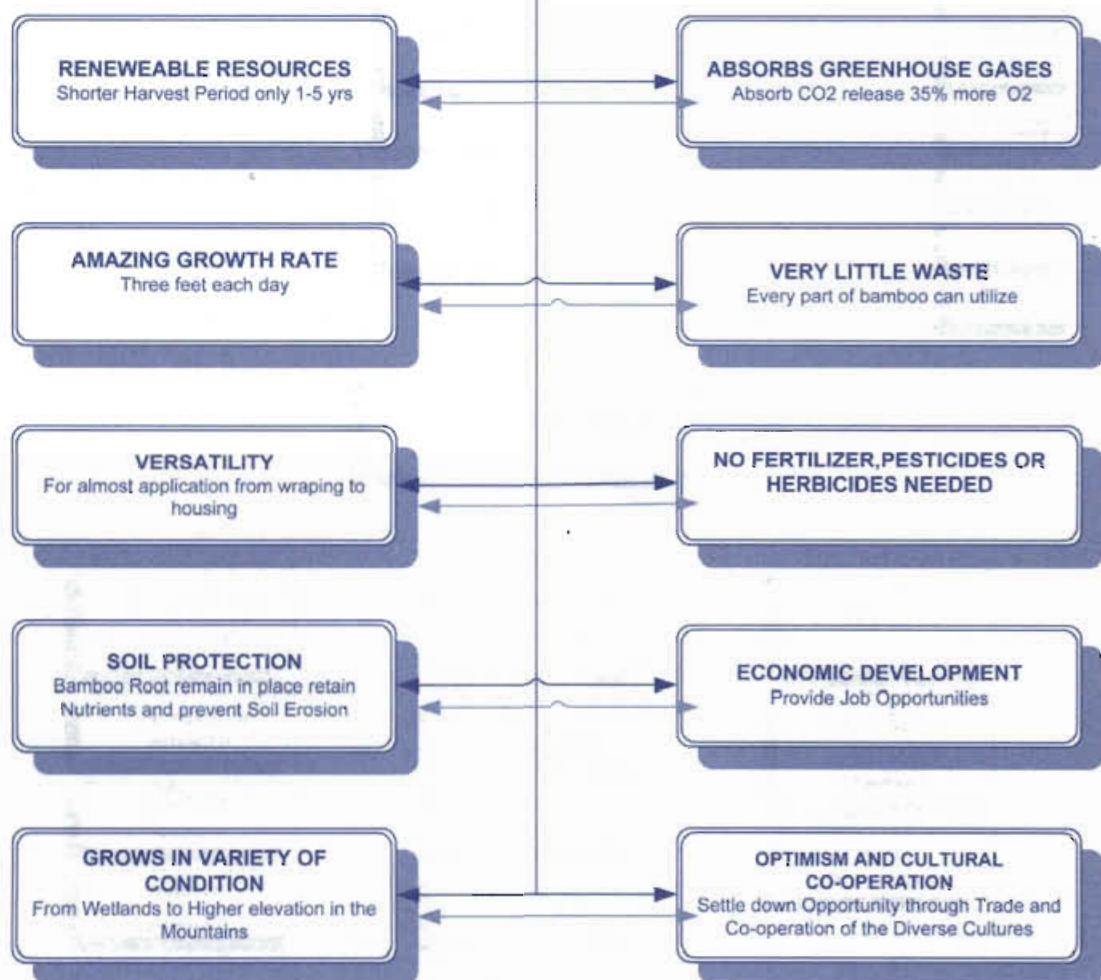 RENEWEABLE RESOURCES
Shorter Harvest Period only 1-5 yrs
ABSORBS GREENHOUSE GASES
Absorb CO2 release 35% more O2
AMAZING GROWTH RATE
Three feet each day
VERY LITTLE WASTE
Every part of bamboo can utilize
VERSATILITY
For almost application from wraping to
housing
NO FERTILIZER,PESTICIDES OR
HERBICIDES NEEDED
SOIL PROTECTION
Bamboo Root remain in place retain
Nutrients and prevent Soil Erosion
ECONOMIC DEVELOPMENT
Provide Job Opportunities
GROWS IN VARIETY OF
CONDITION
From Wetlands to Higher elevation in the
Mountains
OPTIMISM AND CULTURAL
CO-OPERATION
Settle down Opportunity through Trade and
Co-operation of the Diverse Cultures